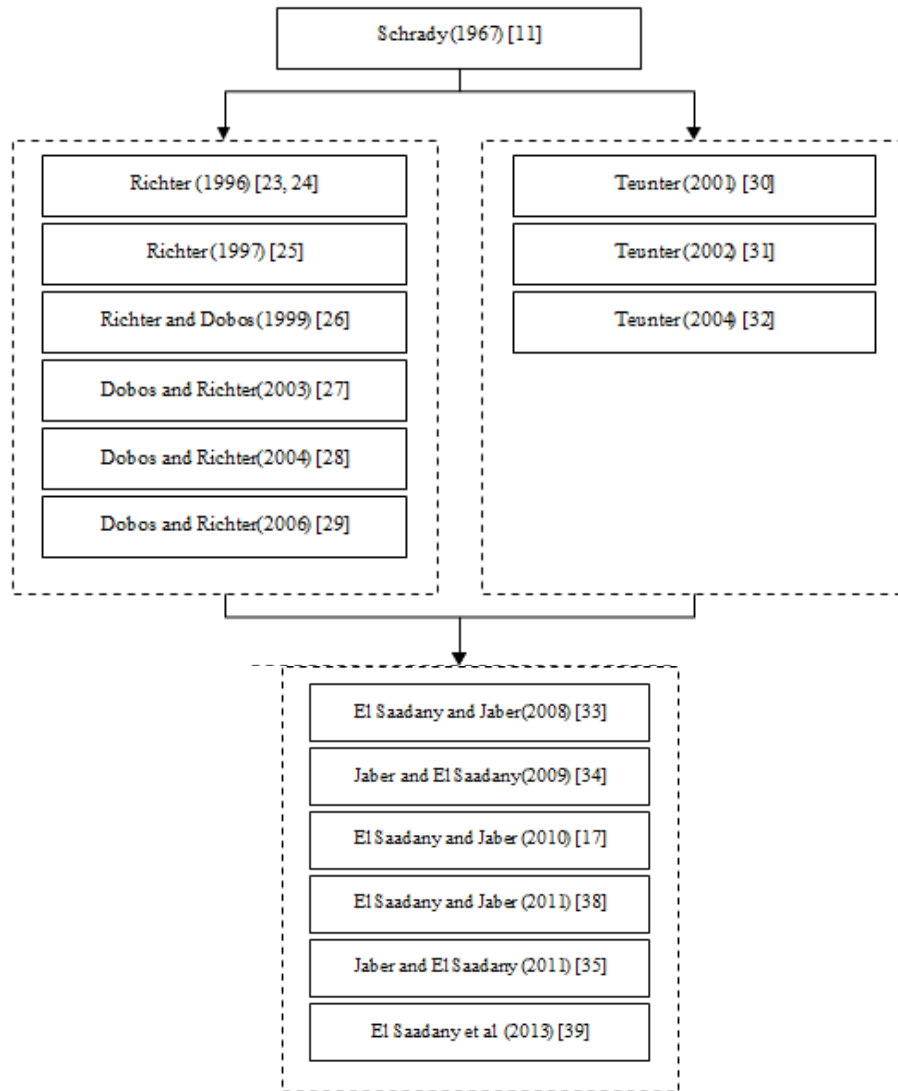 Schrady (1967) [11]
Richter (1996) [23, 24]
Richter (1997) [25]
Richter and Dobos (1999) [26]
Dobos and Richter(2003) [27]
Dobos and Richter(2004) [28]
Dobos and Richter(2006) [29]
Teunter (2001) [30]
Teunter (2002) [31]
Teunter (2004) [32]
El Saadany and Jaber(2008) [33]
Jaber and El Saadany(2009) [34]
El Saadany and Jaber (2010) [17]
El Saadany and Jaber (2011) [38]
Jaber and El Saadany (2011) [35]
El Saadany et al (2013) [39]